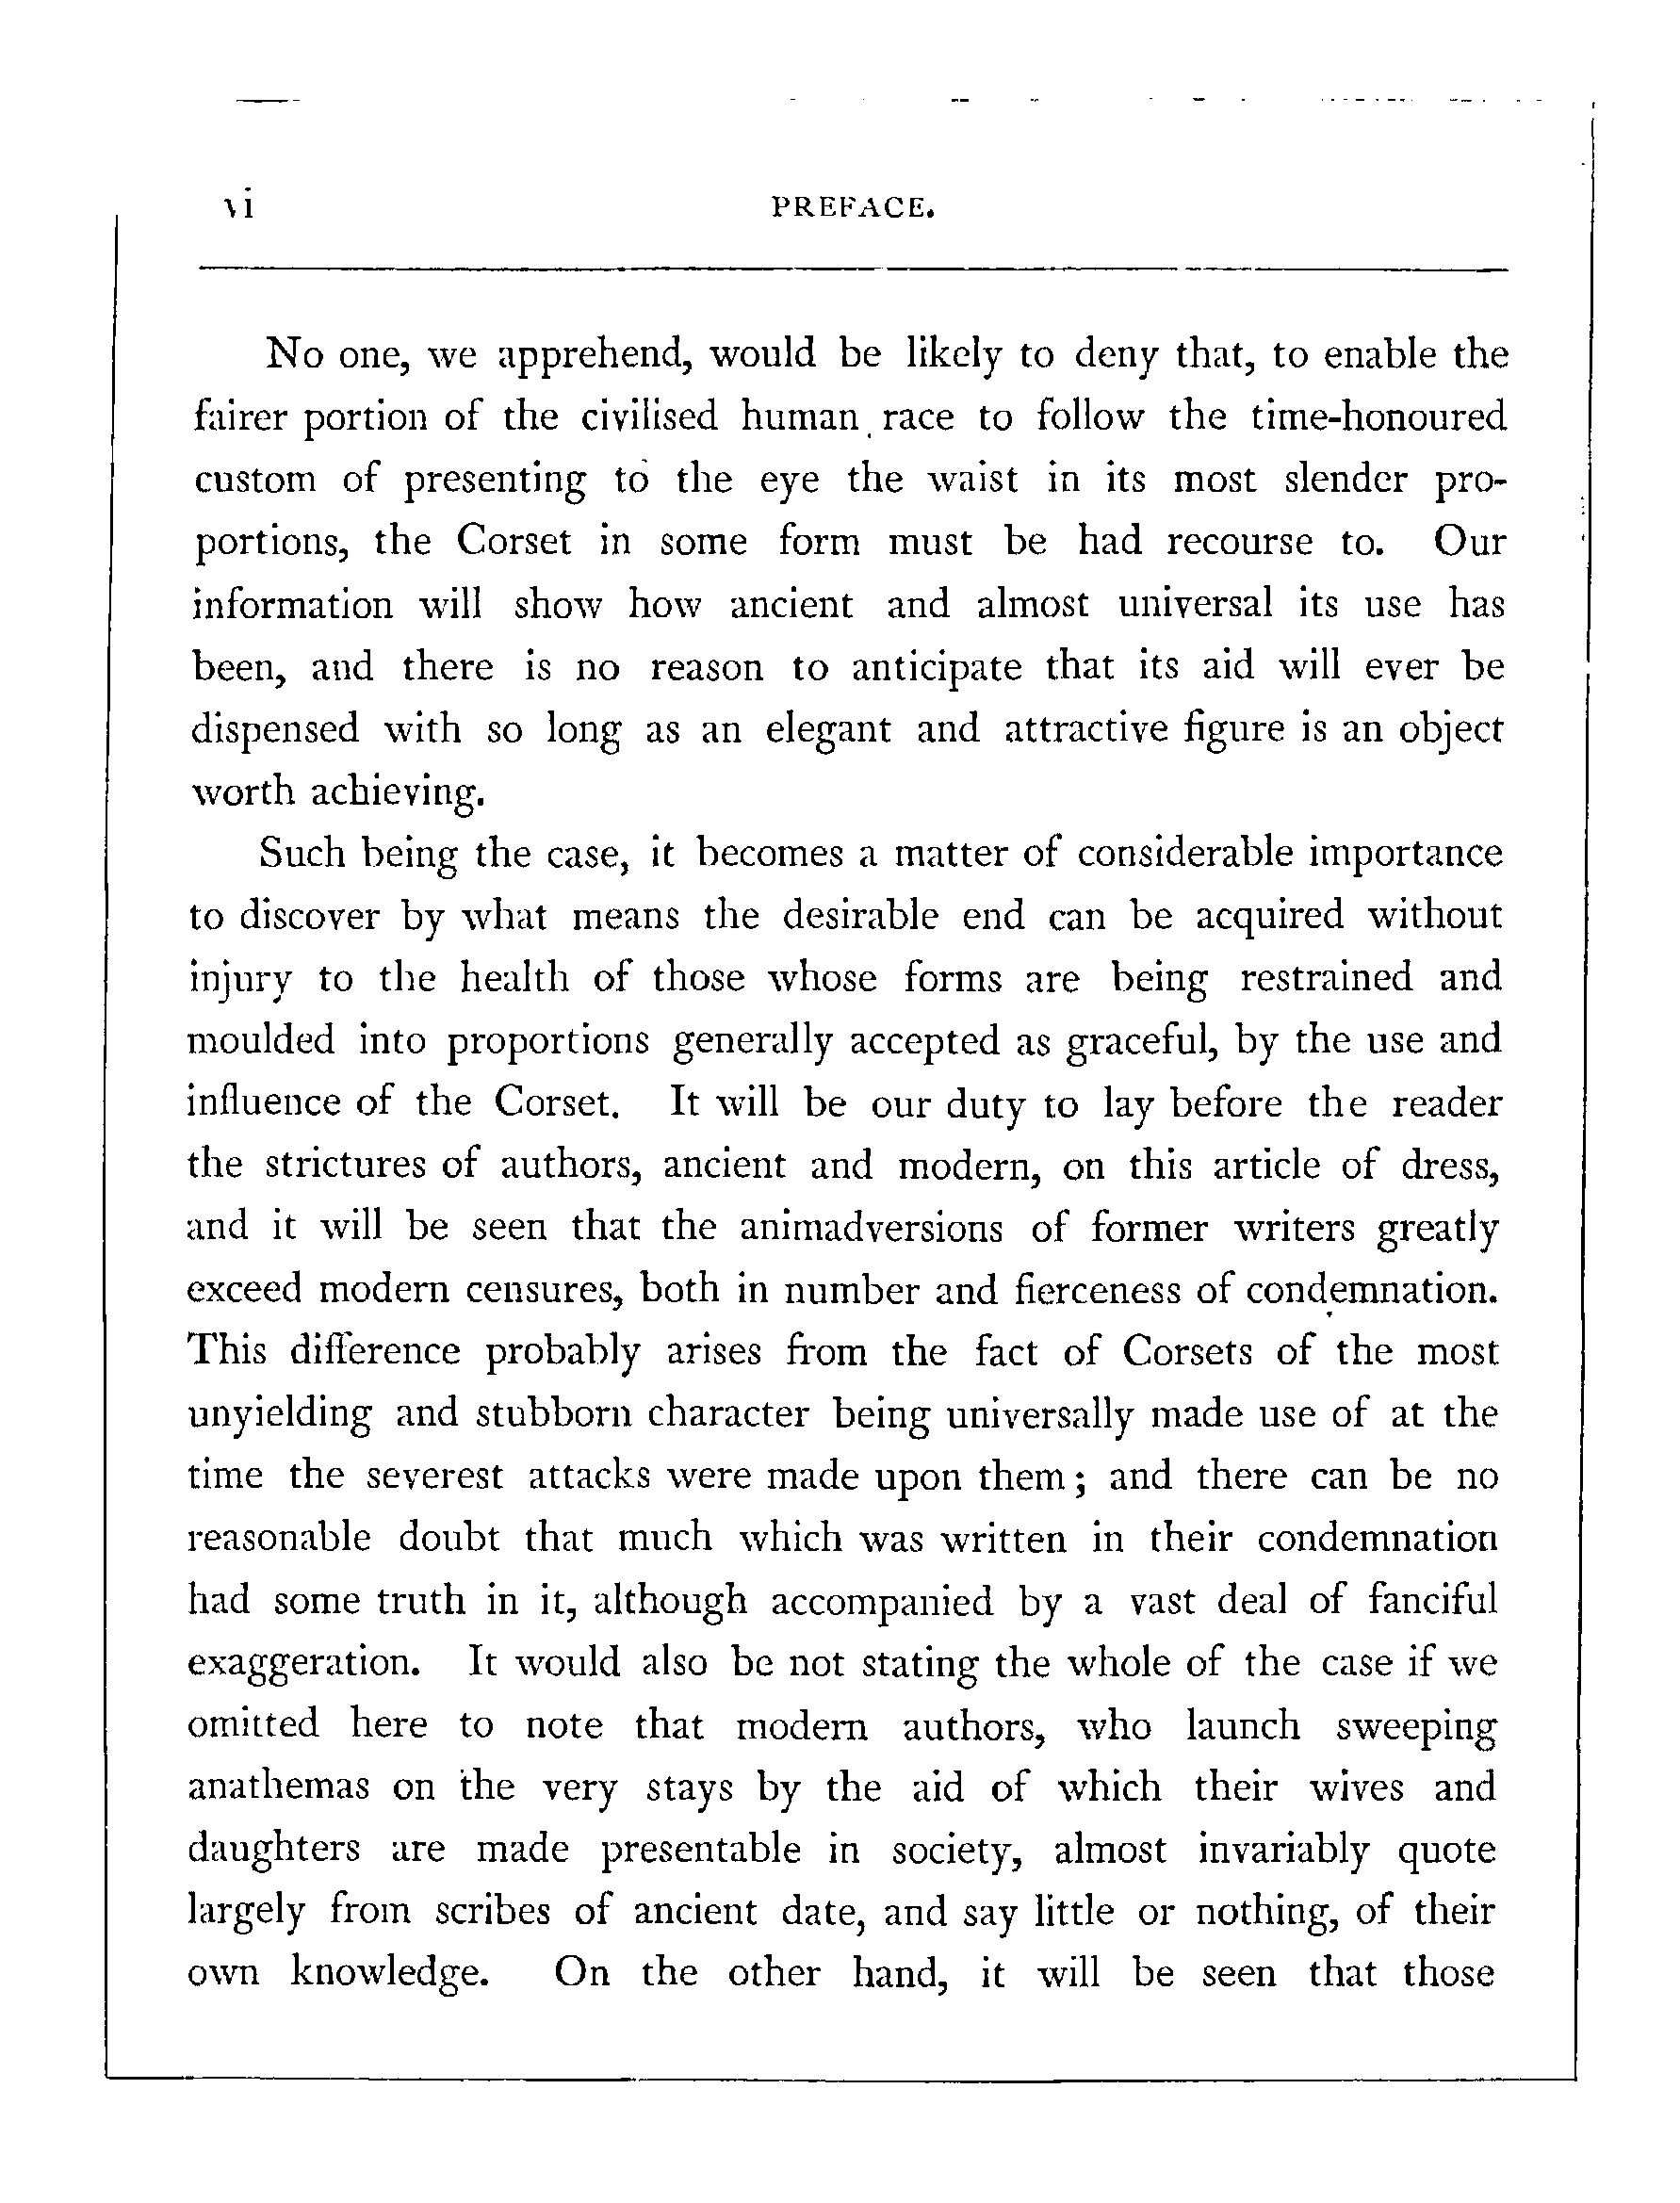 vi PREFACE.
No one, we apprehend, would be likely to deny that, to enable the
fairer portion of the civilised human race to follow the time-honoured
custom of presenting to the eye the waist in its most slender pro-
portions, the Corset in some form must be had recourse to. Our
information will show how ancient and almost universal its use has
been, and there is no reason to anticipate that its aid will ever be
dispensed with so long as an elegant and attractive figure is an object
worth achieving.
Such being the case, it becomes a matter of considerable importance
to discover by what means the desirable end can be acquired without
injury to the health of those whose forms are being restrained and
moulded into proportions generally accepted as graceful, by the use and
influence of the Corset. It will be our duty to lay before the reader
the strictures of authors, ancient and modern, on this article of dress,
and it will be seen that the animadversions of former writers greatly
exceed modern censures, both in number and fierceness of condemnation.
This difference probably arises from the fact of Corsets of the most
unyielding and stubborn character being universally made use of at the
time the severest attacks were made upon them; and there can be no
reasonable doubt that much which was written in their condemnation
had some truth in it, although accompanied by a vast deal of fanciful
exaggeration. It would also be not stating the whole of the case if we
omitted here to note that modern authors, who launch sweeping
anathemas on the very stays by the aid of which their wives and
daughters are made presentable in society, almost invariably quote
largely from scribes of ancient date, and say little or nothing, of their
own knowledge. On the other hand, it will be seen that those